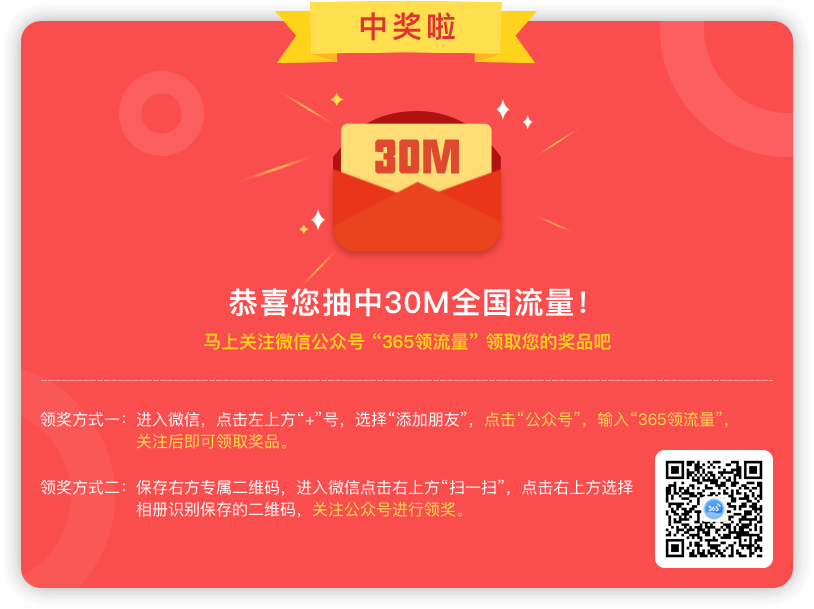 中奖啦
30M
恭喜您抽中30M全国流量！
马上关注微信公众号“365领流量”领取您的奖品吧
领奖方式一：进入微信，点击左上方“+”号，选择“添加朋友”，点击“公众号”，输入“365领流量”，
关注后即可领取奖品。
领奖方式二：保存右方专属二维码，进入微信点击右上方“扫一扫”，点击右上方选择
相册识别保存的二维码，关注公众号进行领奖。
365